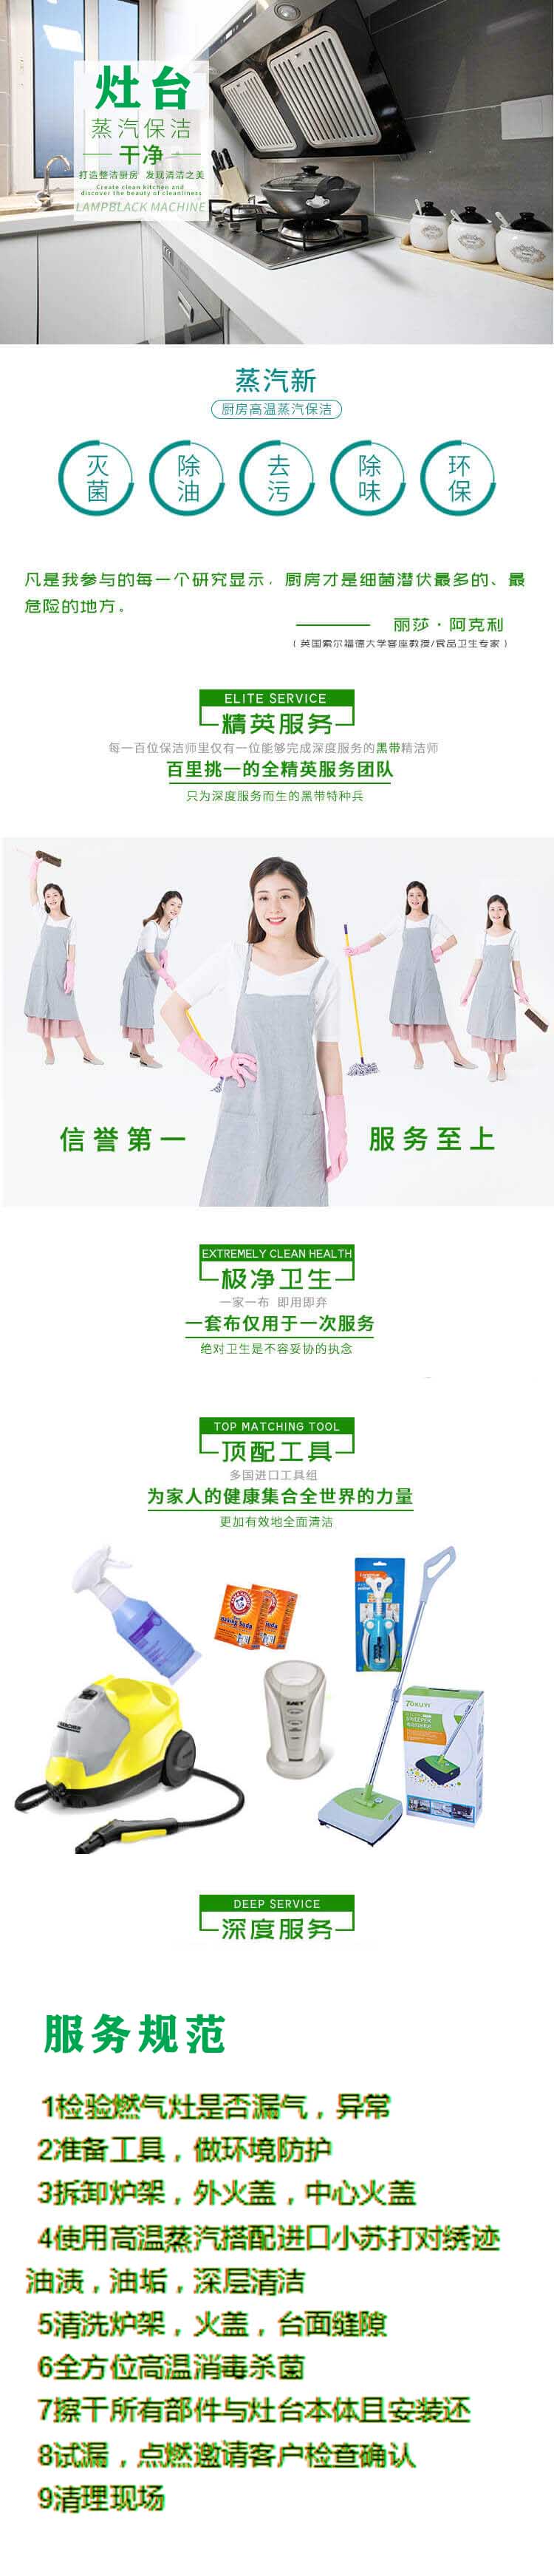 灶台
蒸汽保洁
干净
打造整洁厨房 发现清洁之美
Create clean kitchen and
discover the beauty of cleanliness
LAMPBLACK MACHINE
蒸汽新
厨房高温蒸汽保洁
灭菌
除油
去污
除味
环保
凡是我参与的每一个研究显示，厨房才是细菌潜伏最多的、最
危险的地方。
丽莎·阿克利
（英国索尔福德大学客座教授/食品卫生专家）
ELITE SERVICE
精英服务
每一百位保洁师里仅有一位能够完成深度服务的黑带精洁师
百里挑一的全精英服务团队
只为深度服务而生的黑带特种兵
信誉第一
服务至上
EXTREMELY CLEAN HEALTH
极净卫生
一家一布 即用即弃
一套布仅用于一次服务
绝对卫生是不容妥协的执念
TOP MATCHING TOOL
顶配工具
多国进口工具组
为家人的健康集合全世界的力量
更加有效地全面清洁
DEEP SERVICE
深度服务
服务规范
1检验燃气灶是否漏气，异常
2准备工具，做环境防护
3拆卸炉架，外火盖，中心火盖
4使用高温蒸汽搭配进口小苏打对绣迹
油渍，油垢，深层清洁
5清洗炉架，火盖，台面缝隙
6全方位高温消毒杀菌
7擦干所有部件与灶台本体且安装还
8试漏，点燃邀请客户检查确认
9清理现场